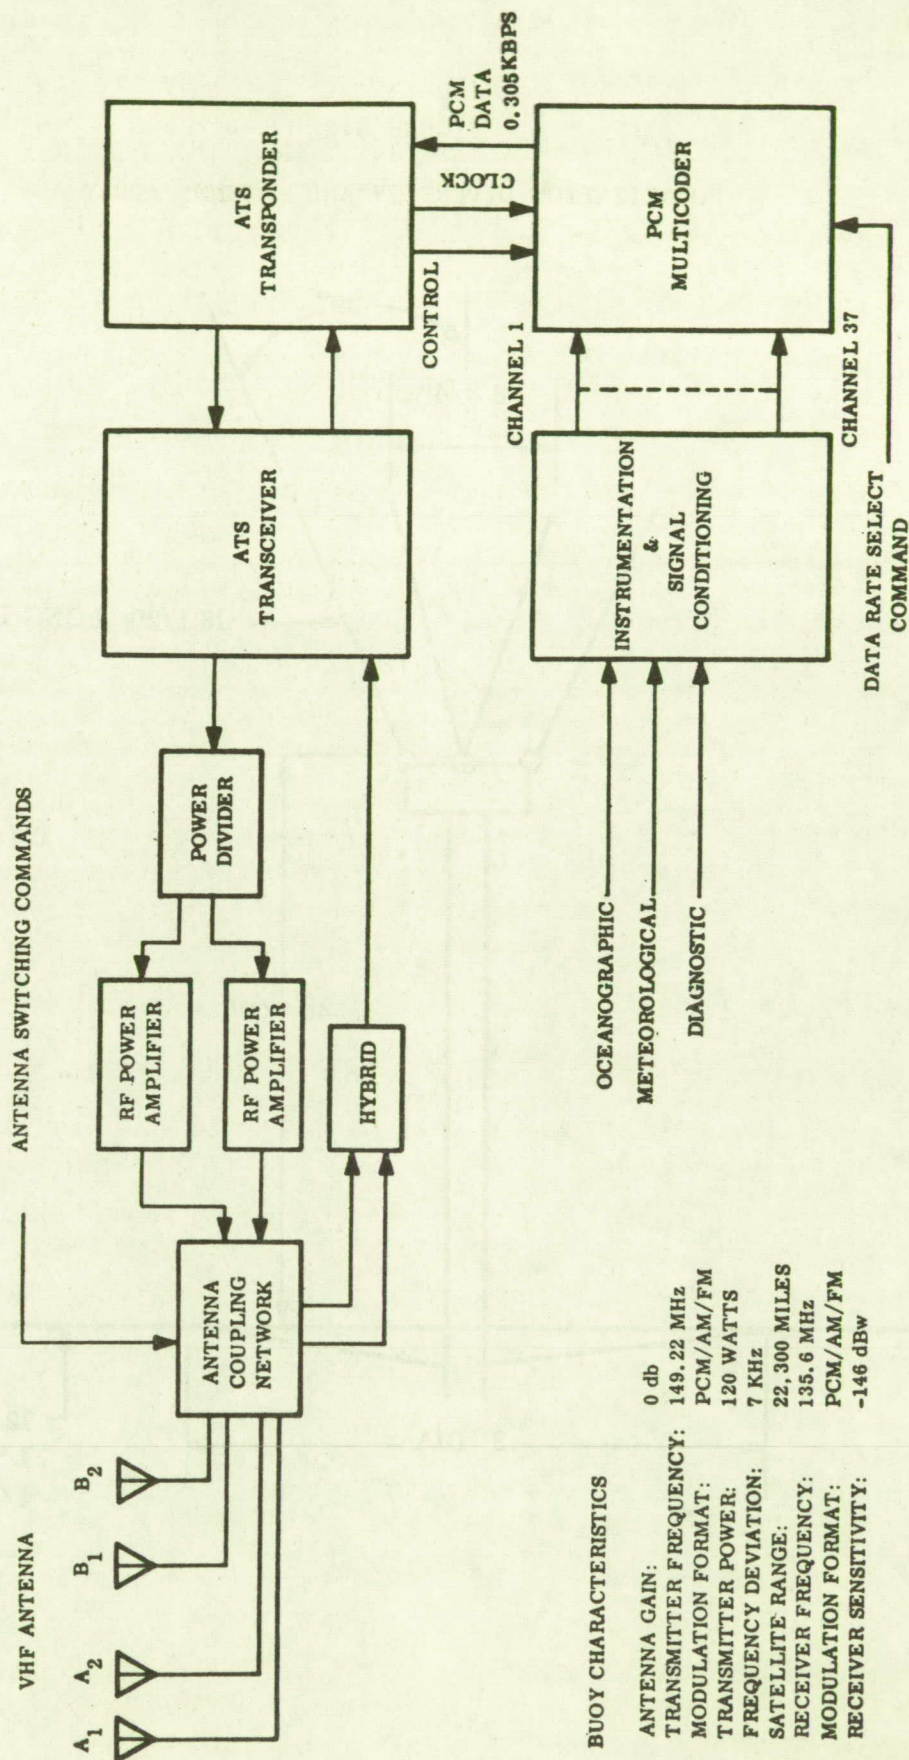 ANTENNA SWITCHING COMMANDS
VHF ANTENNA
A1
A2
B1
B2
ANTENNA
COUPLING
NETWORK
RF POWER
AMPLIFIER
RF POWER
AMPLIFIER
HYBRID
POWER
DIVIDER
ATS
TRANSCEIVER
ATS
TRANSPONDER
CONTROL
CLOCK
PCM
DATA
0.305KBPS
OCEANOGRAPHIC
METEOROLOGICAL
DIAGNOSTIC
INSTRUMENTATION
&
SIGNAL
CONDITIONING
CHANNEL 1
CHANNEL 37
PCM
MULTICODER
DATA RATE SELECT
COMMAND
BUOY CHARACTERISTICS
ANTENNA GAIN: 0 db
TRANSMITTER FREQUENCY: 149.22 MHz
MODULATION FORMAT: PCM/AM/FM
TRANSMITTER POWER: 120 WATTS
FREQUENCY DEVIATION: 7 KHz
SATELLITE RANGE: 22,300 MILES
RECEIVER FREQUENCY: 135.6 MHz
MODULATION FORMAT: PCM/AM/FM
RECEIVER SENSITIVITY: -146 dBw